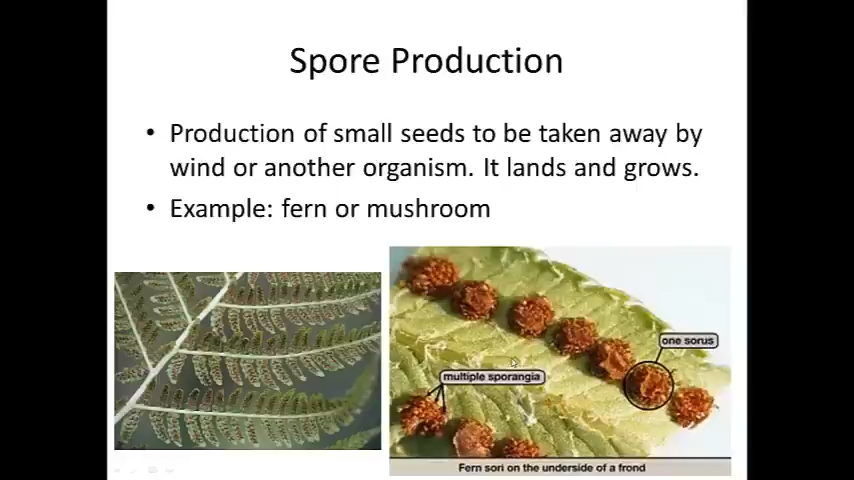 Spore Production
• Production of small seeds to be taken away by
wind or another organism. It lands and grows.
• Example: fern or mushroom
one sorus
multiple sporangia
Fern sori on the underside of a frond